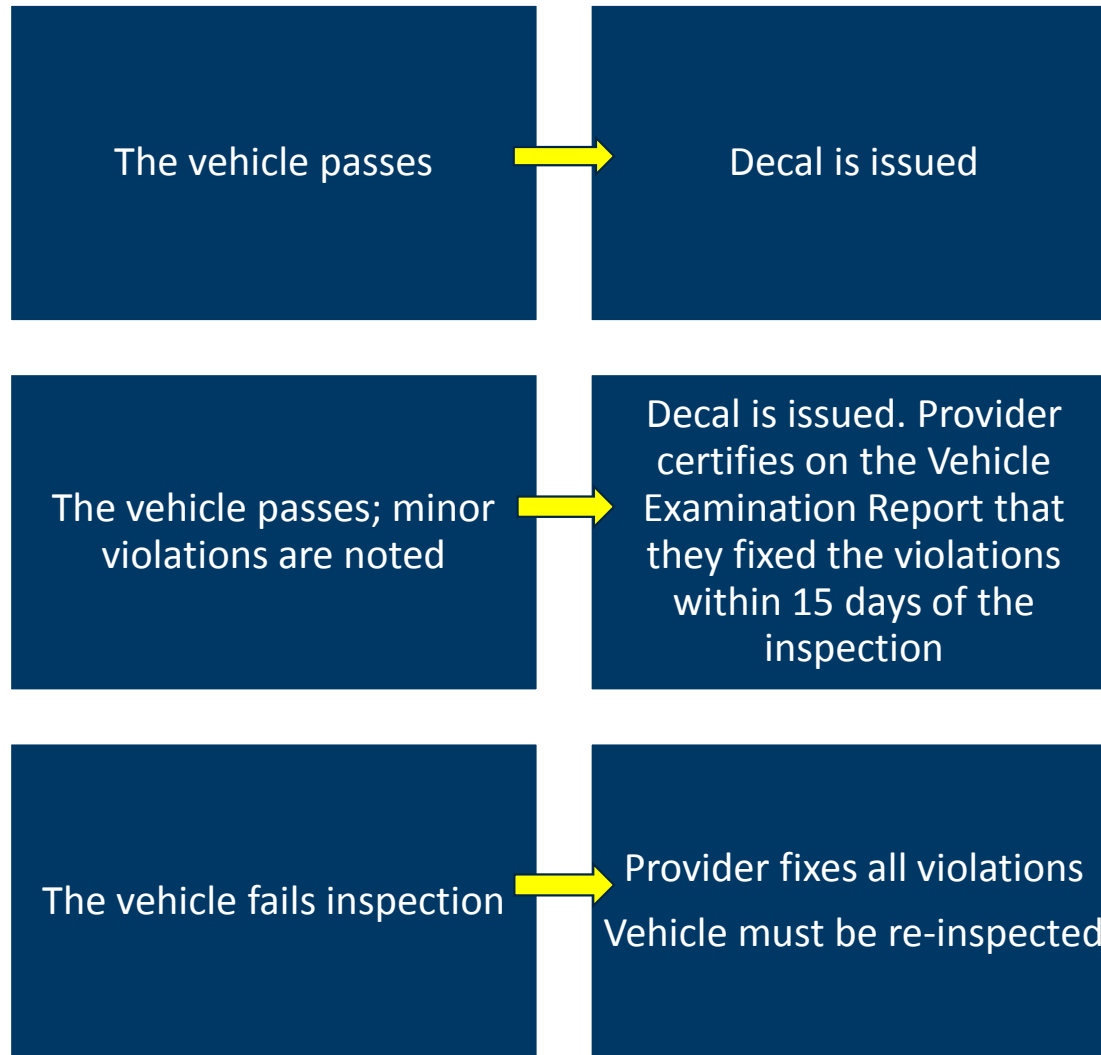 The vehicle passes
Decal is issued
The vehicle passes; minor
violations are noted
Decal is issued. Provider
certifies on the Vehicle
Examination Report that
they fixed the violations
within 15 days of the
inspection
The vehicle fails inspection
Provider fixes all violations
Vehicle must be re-inspected